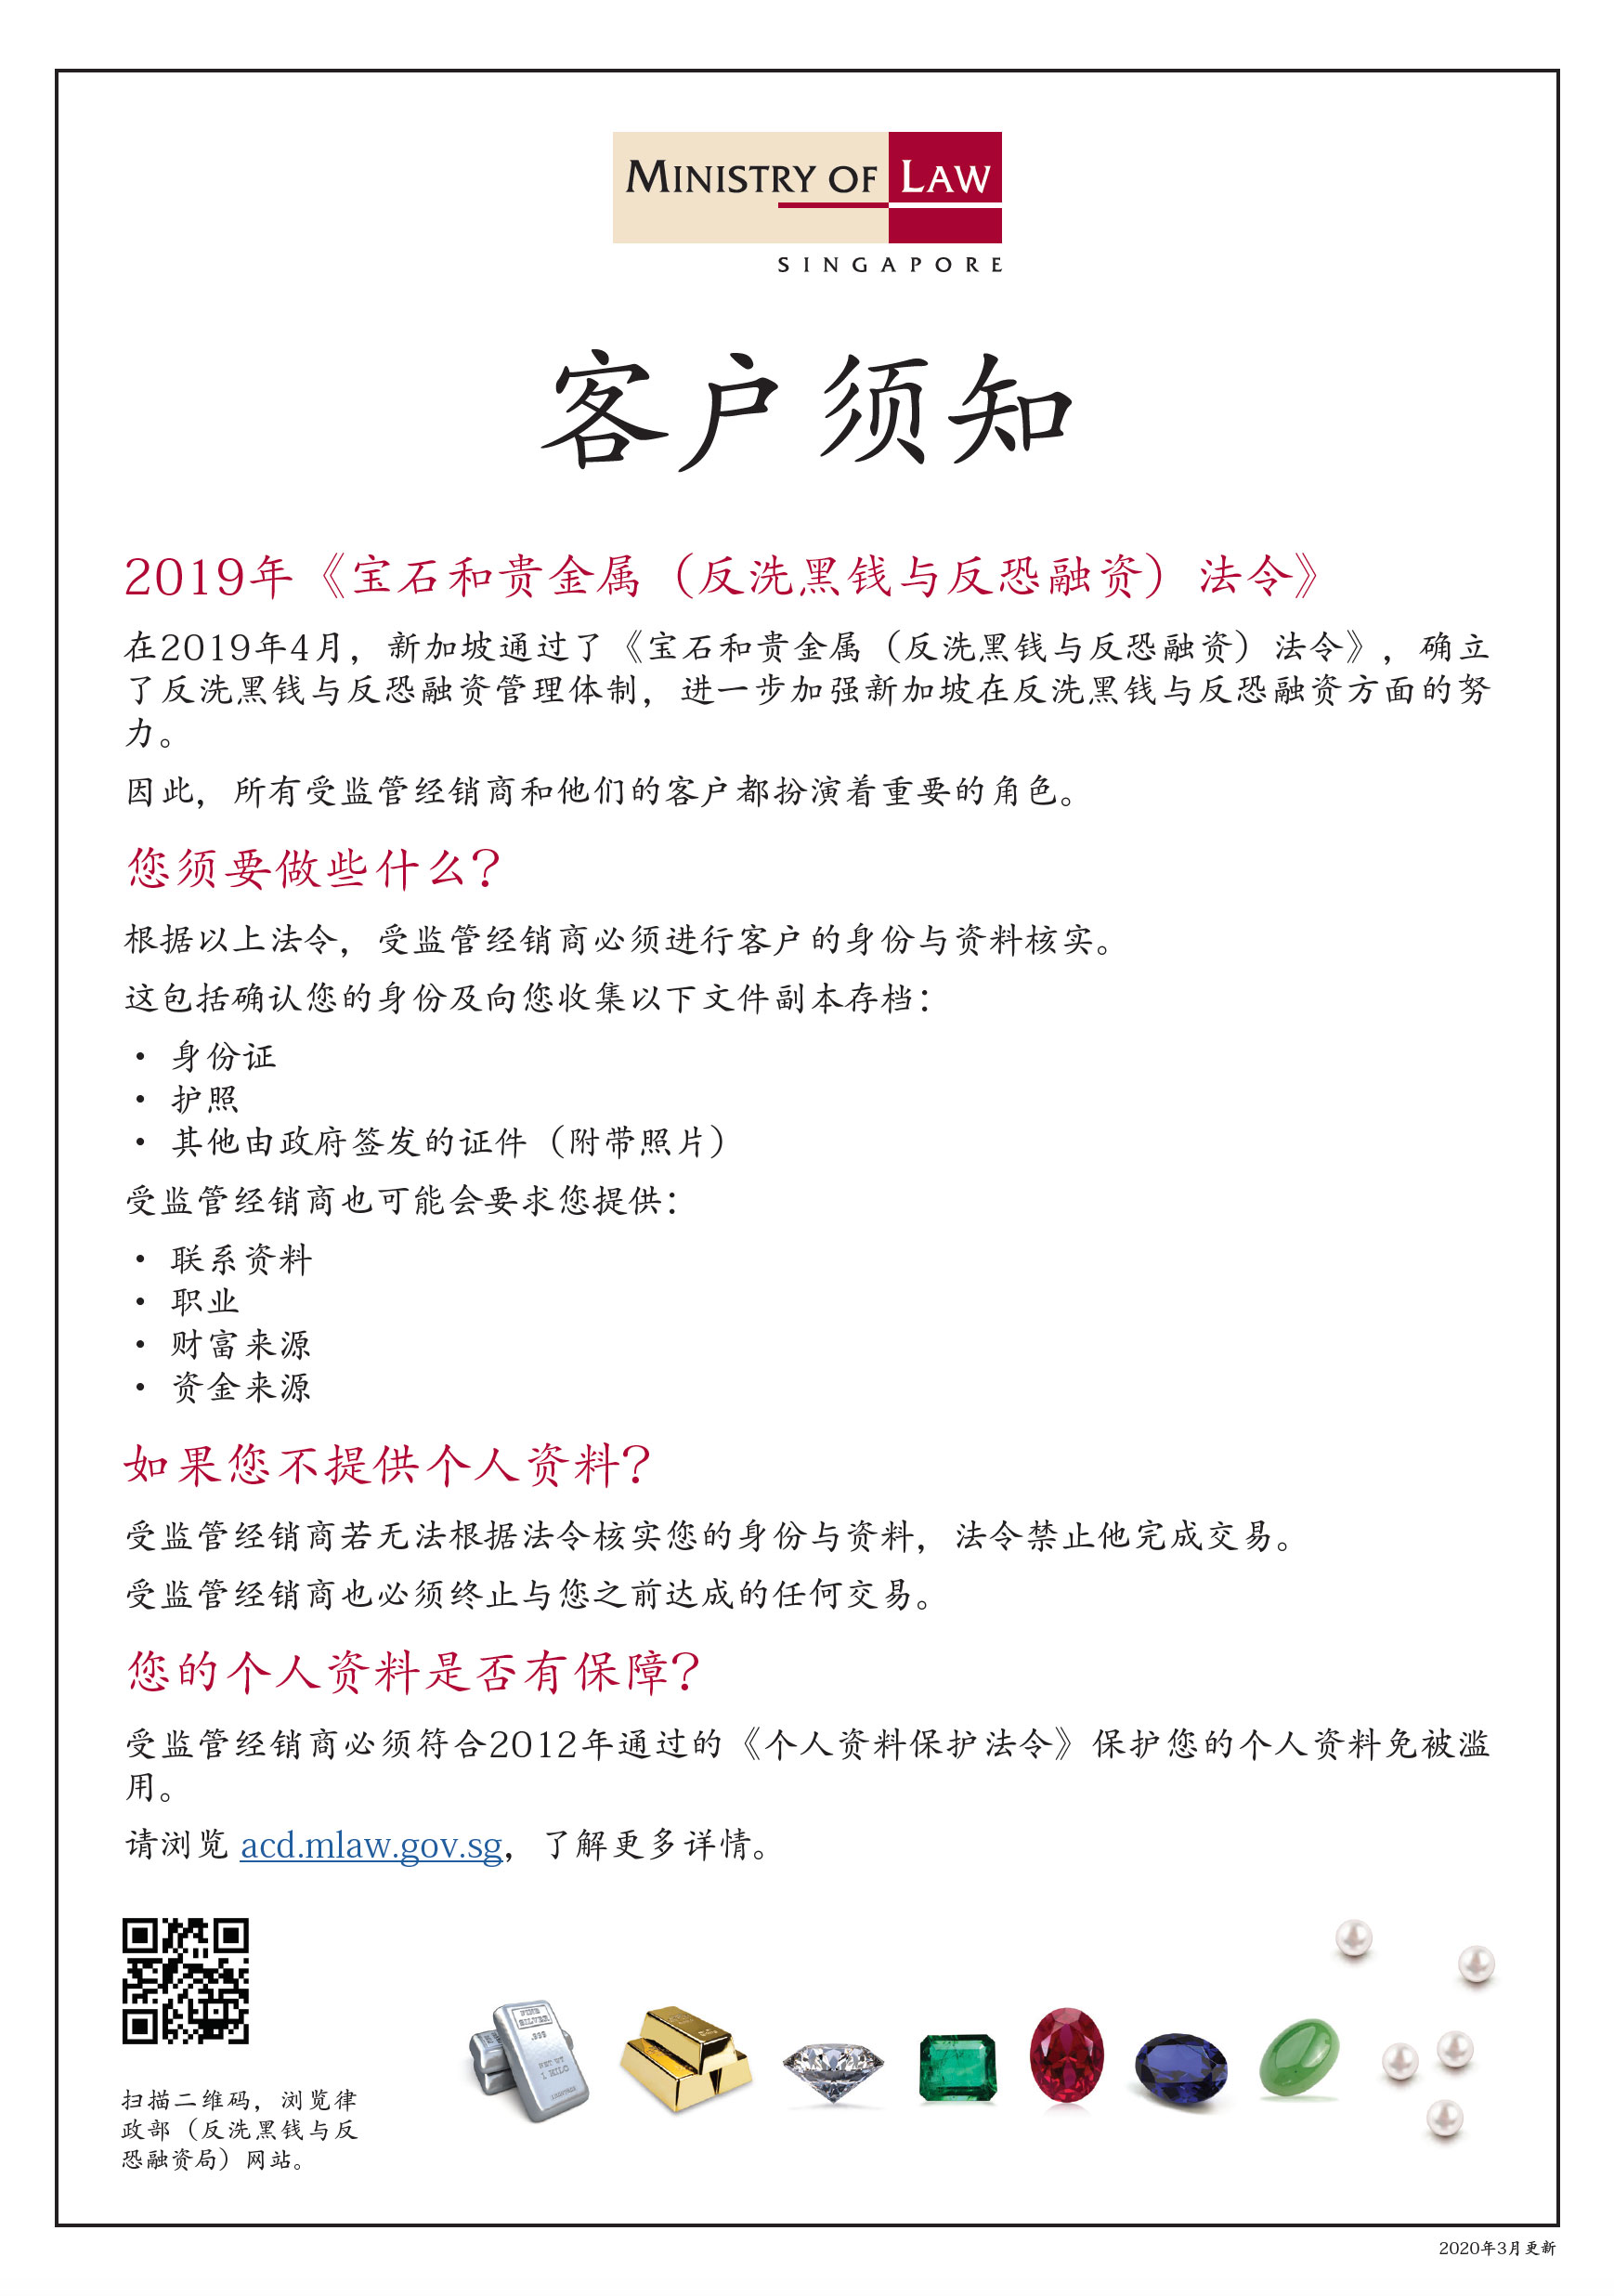 MINISTRY OF LAW
SINGAPORE
客户须知
2019年《宝石和贵金属（反洗黑钱与反恐融资）法令》
在2019年4月，新加坡通过了《宝石和贵金属（反洗黑钱与反恐融资）法令》，确立
了反洗黑钱与反恐融资管理体制，进一步加强新加坡在反洗黑钱与反恐融资方面的努
力。
因此，所有受监管经销商和他们的客户都扮演着重要的角色。
您须要做些什么？
根据以上法令，受监管经销商必须进行客户的身份与资料核实。
这包括确认您的身份及向您收集以下文件副本存档：
• 身份证
• 护照
• 其他由政府签发的证件（附带照片）
受监管经销商也可能会要求您提供：
• 联系资料
• 职业
• 财富来源
• 资金来源
如果您不提供个人资料？
受监管经销商若无法根据法令核实您的身份与资料，法令禁止他完成交易。
受监管经销商也必须终止与您之前达成的任何交易。
您的个人资料是否有保障？
受监管经销商必须符合2012年通过的《个人资料保护法令》保护您的个人资料免被滥
用。
请浏览 acd.mlaw.gov.sg，了解更多详情。
FINE
SILVER
.999
NET WT
1 KILO
扫描二维码，浏览律
政部（反洗黑钱与反
恐融资局）网站。
2020年3月更新